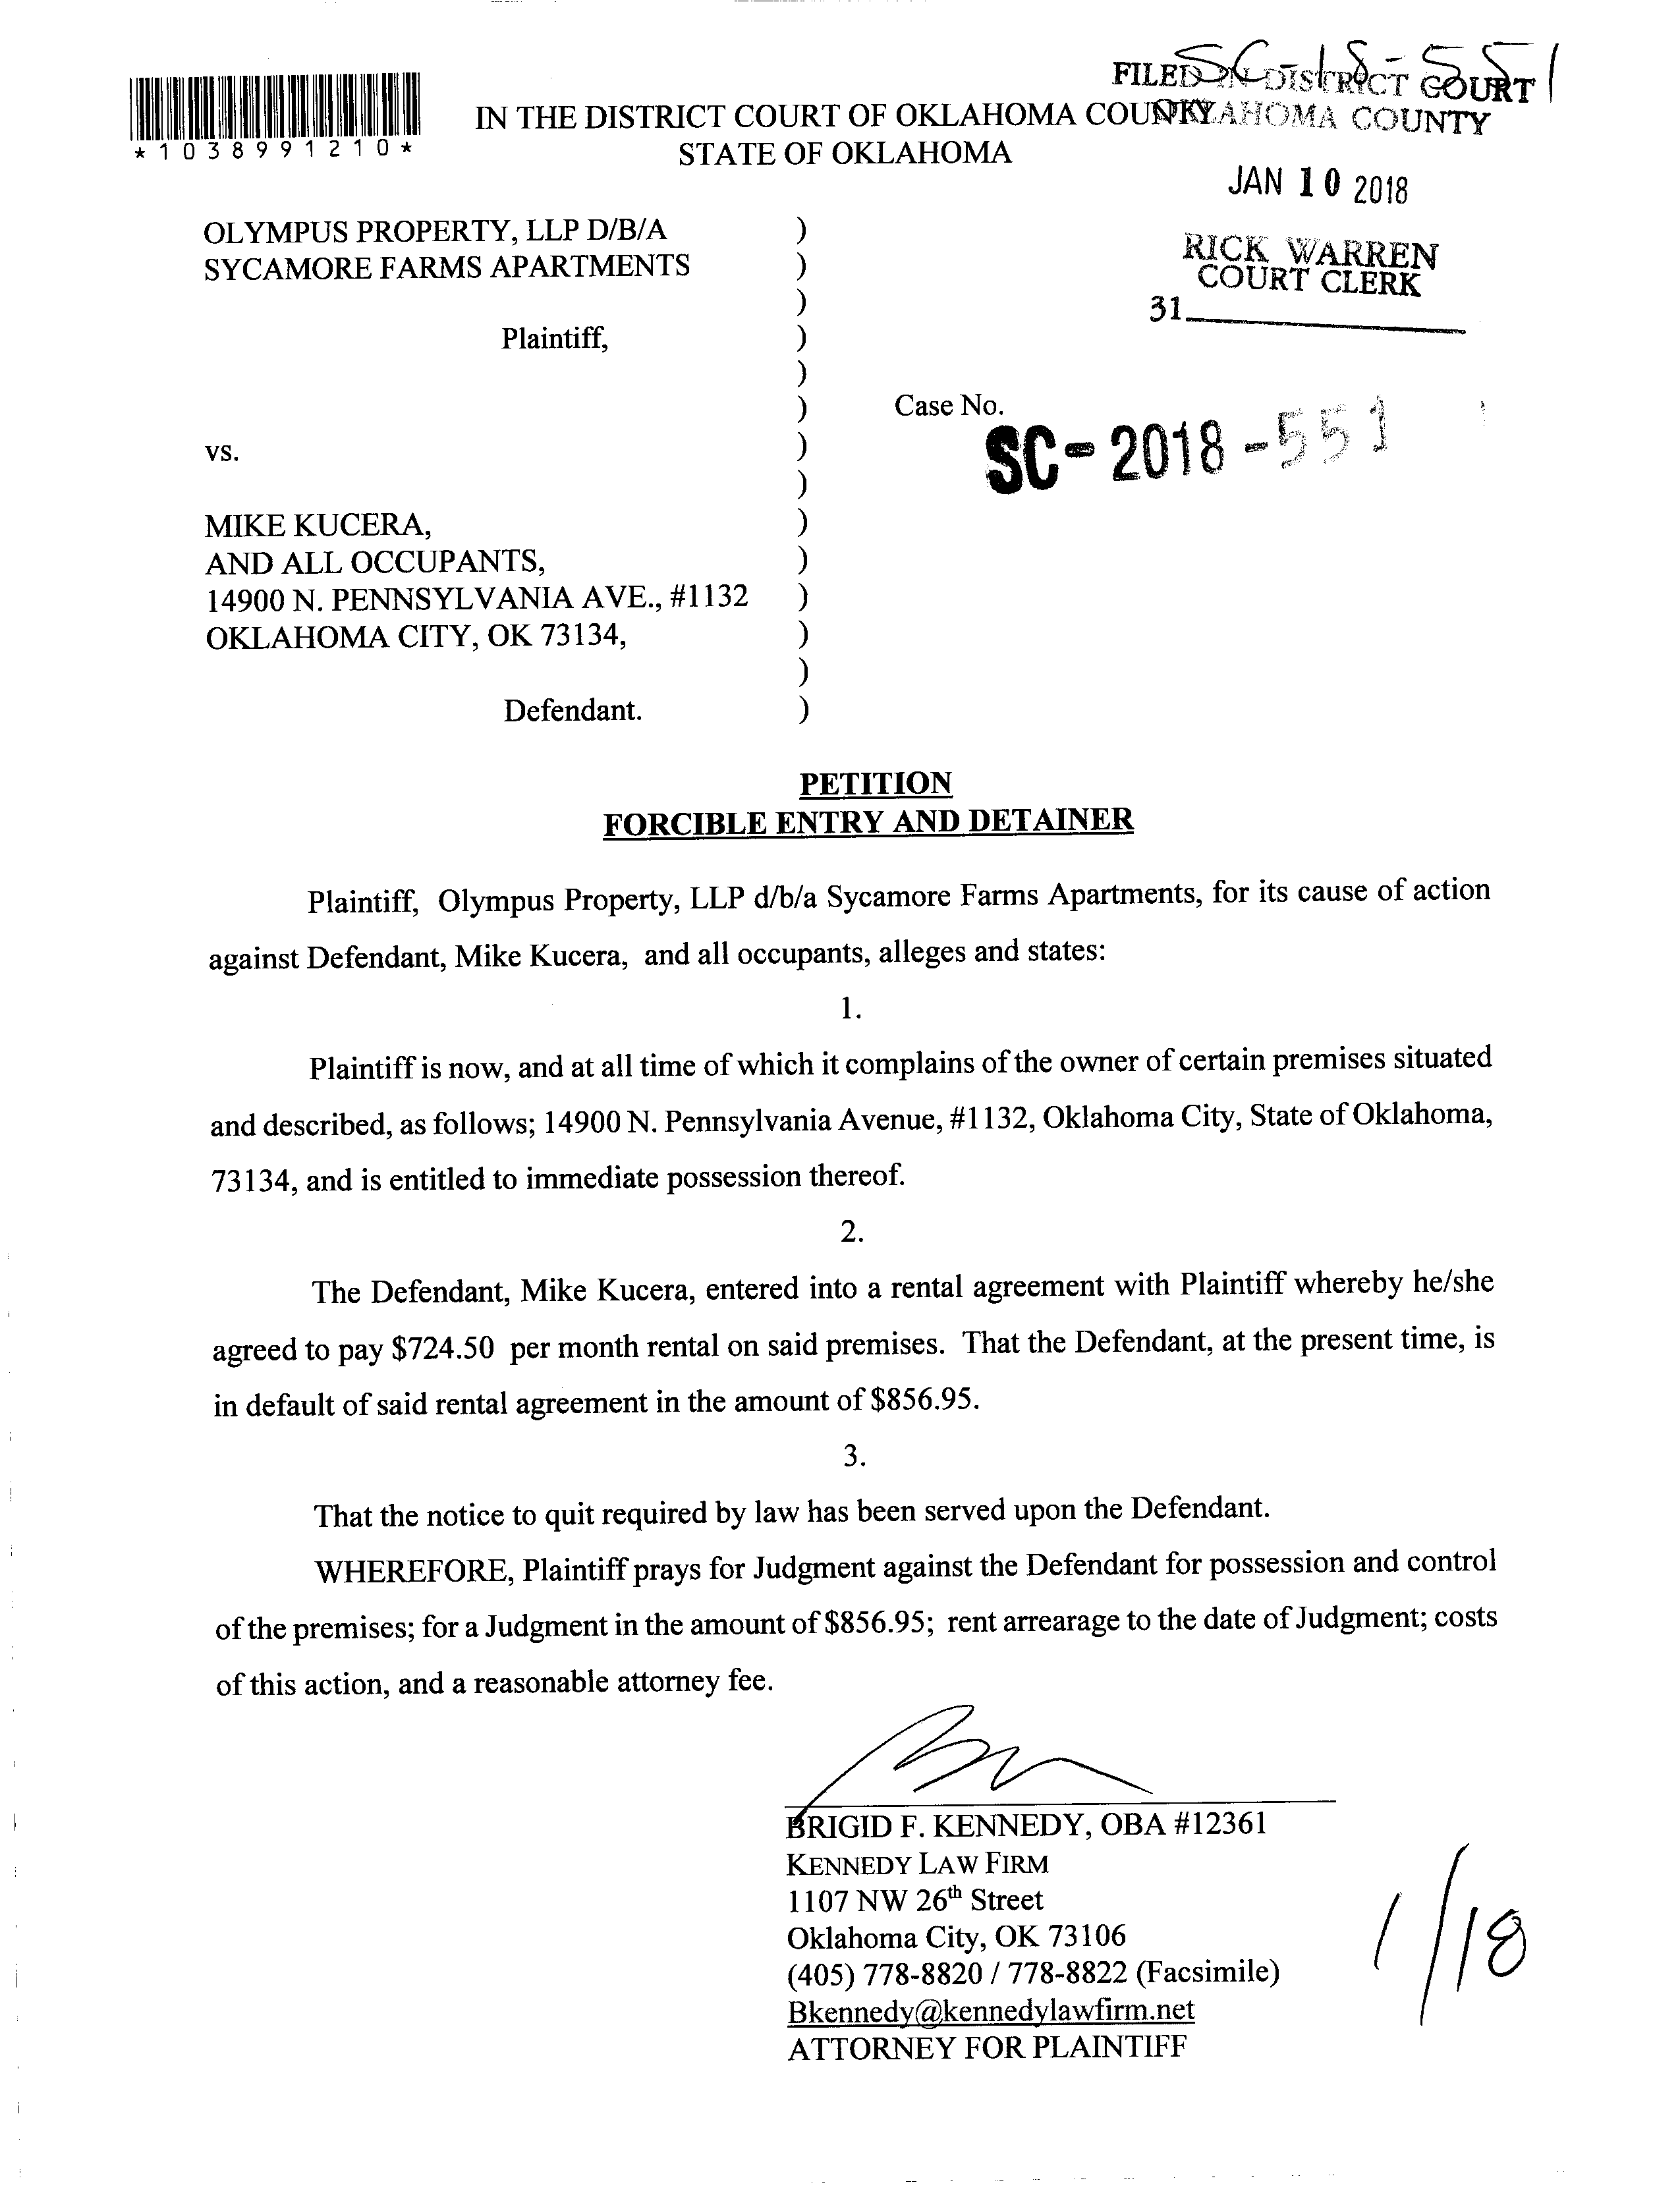 SC-18-551
FILED IN DISTRICT COURT
OKLAHOMA COUNTY
*1038991210*
IN THE DISTRICT COURT OF OKLAHOMA COUNTY
STATE OF OKLAHOMA
JAN 10 2018
RICK WARREN
COURT CLERK
31
OLYMPUS PROPERTY, LLP D/B/A )
SYCAMORE FARMS APARTMENTS )
)
Plaintiff, )
)
) Case No.
SC-2018-551
vs. )
)
MIKE KUCERA, )
AND ALL OCCUPANTS, )
14900 N. PENNSYLVANIA AVE., #1132 )
OKLAHOMA CITY, OK 73134, )
)
Defendant. )
PETITION
FORCIBLE ENTRY AND DETAINER
Plaintiff, Olympus Property, LLP d/b/a Sycamore Farms Apartments, for its cause of action
against Defendant, Mike Kucera, and all occupants, alleges and states:
1.
Plaintiff is now, and at all time of which it complains of the owner of certain premises situated
and described, as follows; 14900 N. Pennsylvania Avenue, #1132, Oklahoma City, State of Oklahoma,
73134, and is entitled to immediate possession thereof.
2.
The Defendant, Mike Kucera, entered into a rental agreement with Plaintiff whereby he/she
agreed to pay $724.50 per month rental on said premises. That the Defendant, at the present time, is
in default of said rental agreement in the amount of $856.95.
3.
That the notice to quit required by law has been served upon the Defendant.
WHEREFORE, Plaintiff prays for Judgment against the Defendant for possession and control
of the premises; for a Judgment in the amount of $856.95; rent arrearage to the date of Judgment; costs
of this action, and a reasonable attorney fee.
BRIGID F. KENNEDY, OBA #12361
KENNEDY LAW FIRM
1107 NW 26th Street
Oklahoma City, OK 73106
(405) 778-8820 / 778-8822 (Facsimile)
Bkennedy@kennedylawfirm.net
ATTORNEY FOR PLAINTIFF
1/18